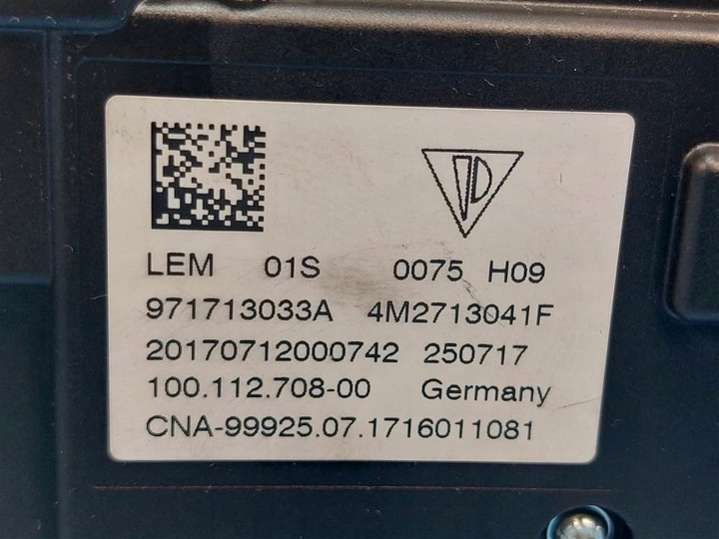 LEM 01S 0075 H09
971713033A 4M2713041F
20170712000742 250717
100.112.708-00 Germany
CNA-99925.07.1716011081